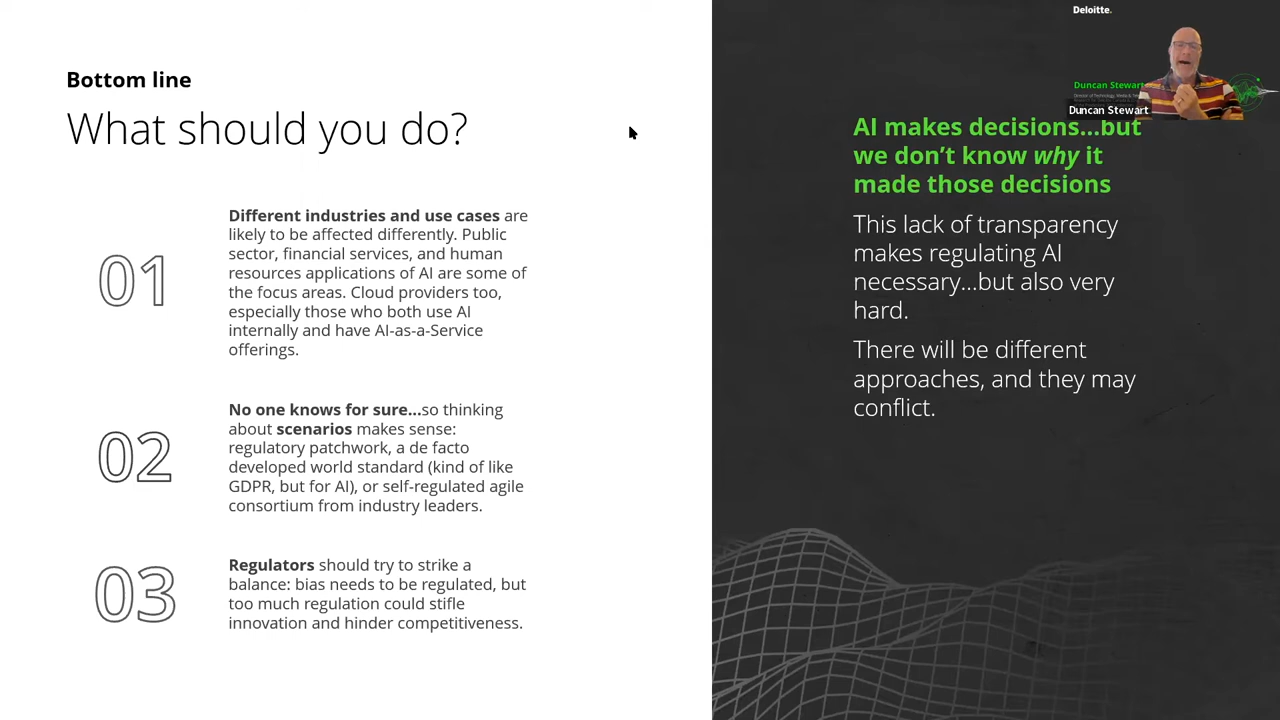 Bottom line
What should you do?
01
Different industries and use cases are
likely to be affected differently. Public
sector, financial services, and human
resources applications of AI are some of
the focus areas. Cloud providers too,
especially those who both use AI
internally and have AI-as-a-Service
offerings.
02
No one knows for sure...so thinking
about scenarios makes sense:
regulatory patchwork, a de facto
developed world standard (kind of like
GDPR, but for AI), or self-regulated agile
consortium from industry leaders.
03
Regulators should try to strike a
balance: bias needs to be regulated, but
too much regulation could stifle
innovation and hinder competitiveness.
Deloitte.
Duncan Stewart
Duncan Stewart
AI makes decisions...but
we don't know why it
made those decisions
This lack of transparency
makes regulating AI
necessary...but also very
hard.
There will be different
approaches, and they may
conflict.